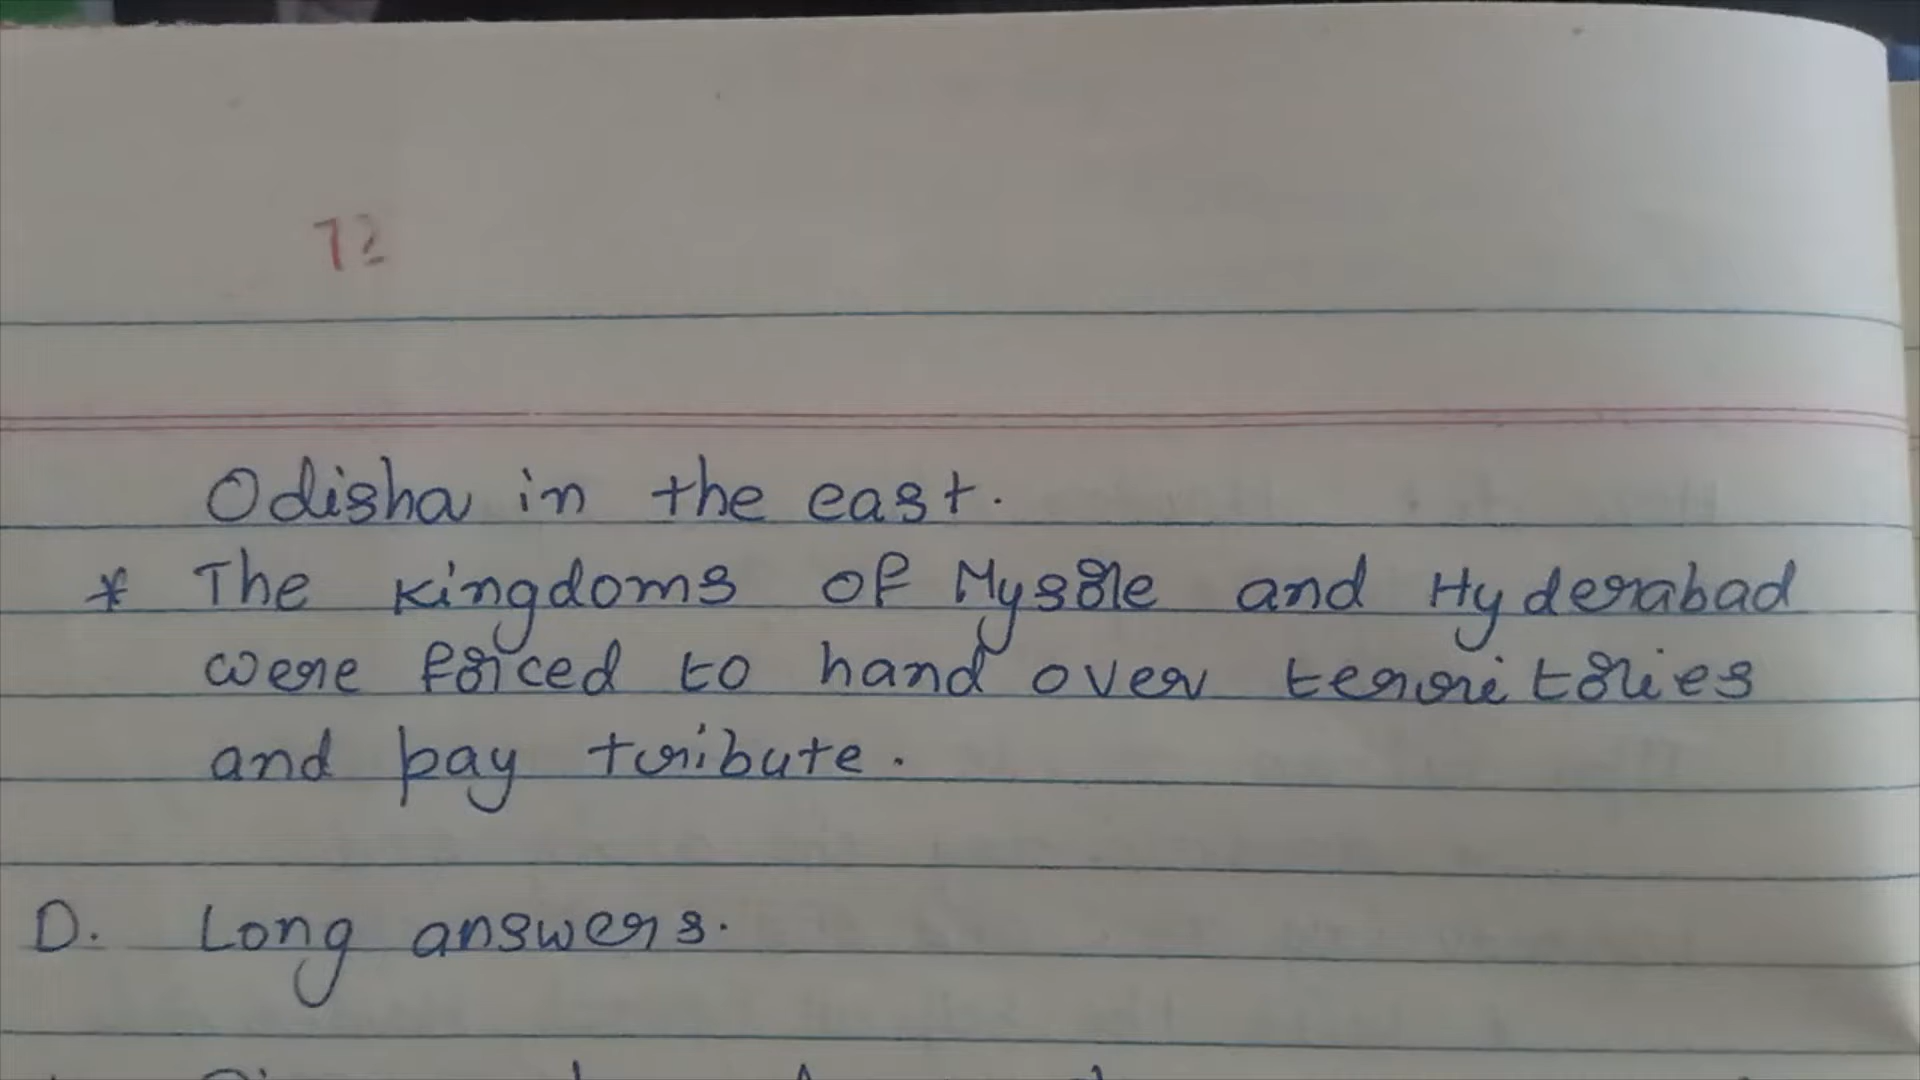 72
Odisha in the east.
* The kingdoms of Mysore and Hyderabad
were forced to hand over territories
and pay tribute.
D. Long answers.